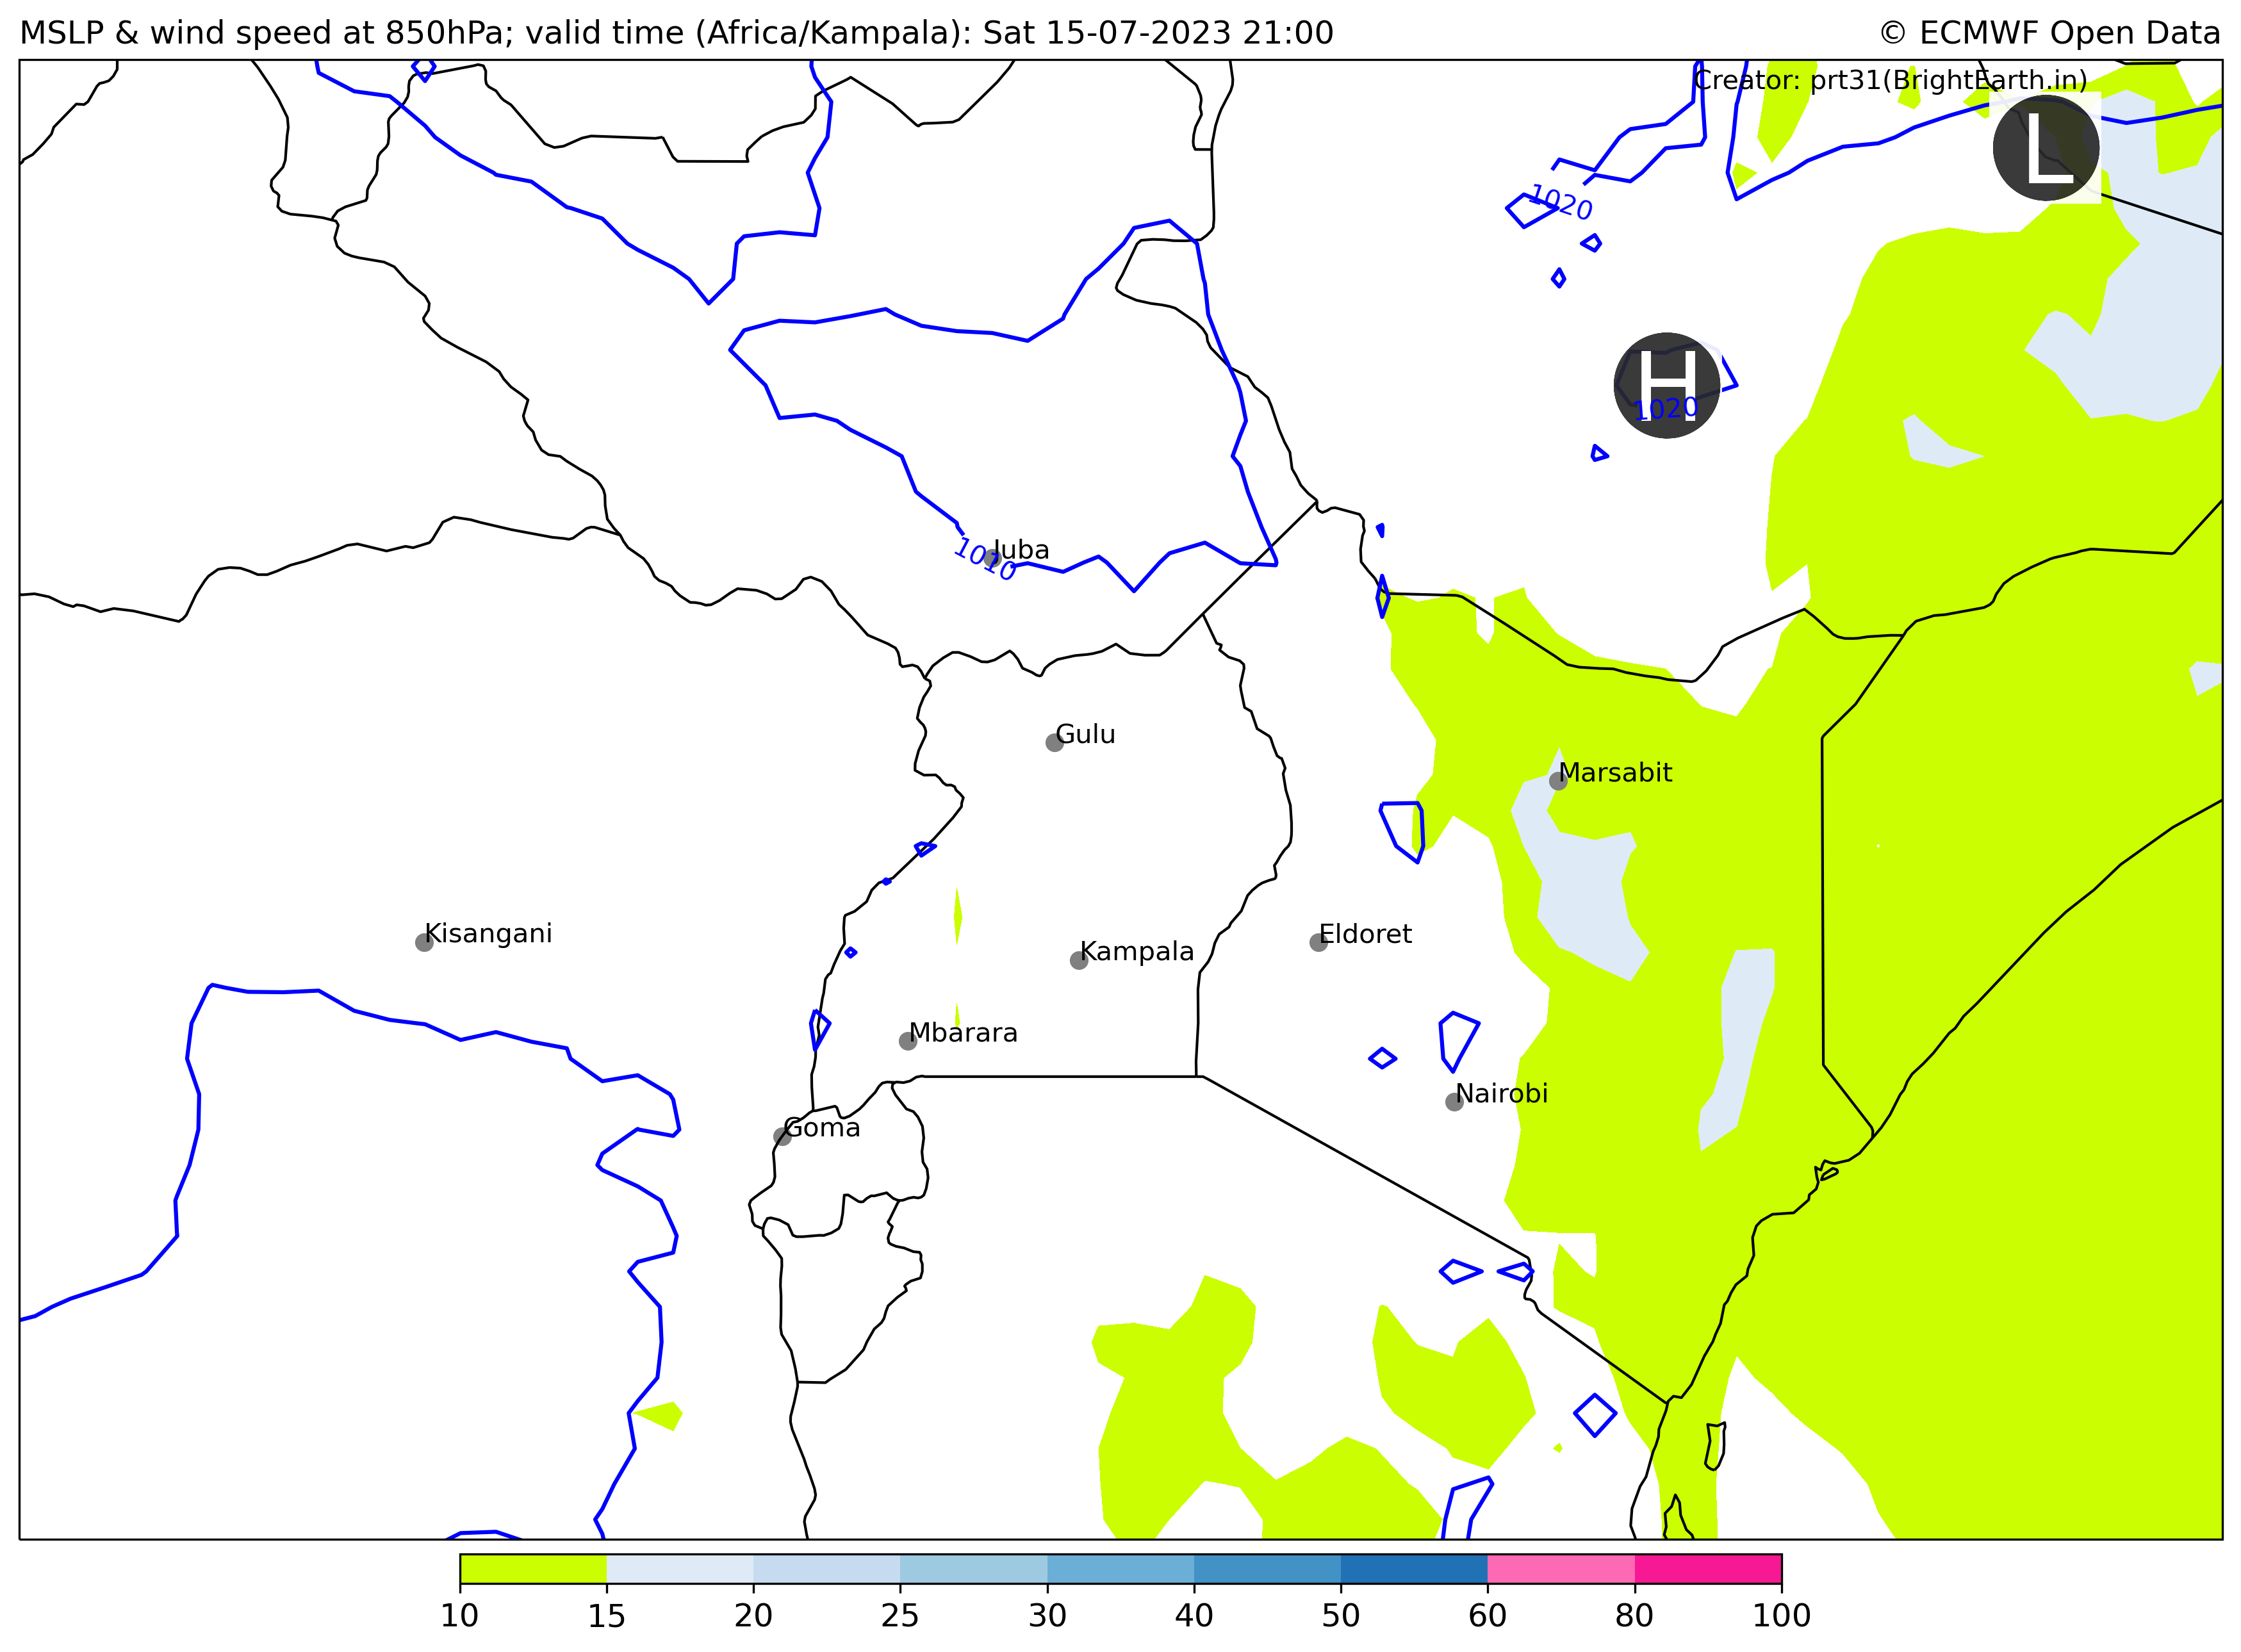 MSLP & wind speed at 850hPa; valid time (Africa/Kampala): Sat 15-07-2023 21:00
© ECMWF Open Data
Creator: prt31(BrightEarth.in)
L
1020
H
1020
Juba
1010
Gulu
Marsabit
Kisangani
Eldoret
Kampala
Mbarara
Nairobi
Goma
10 15 20 25 30 40 50 60 80 100